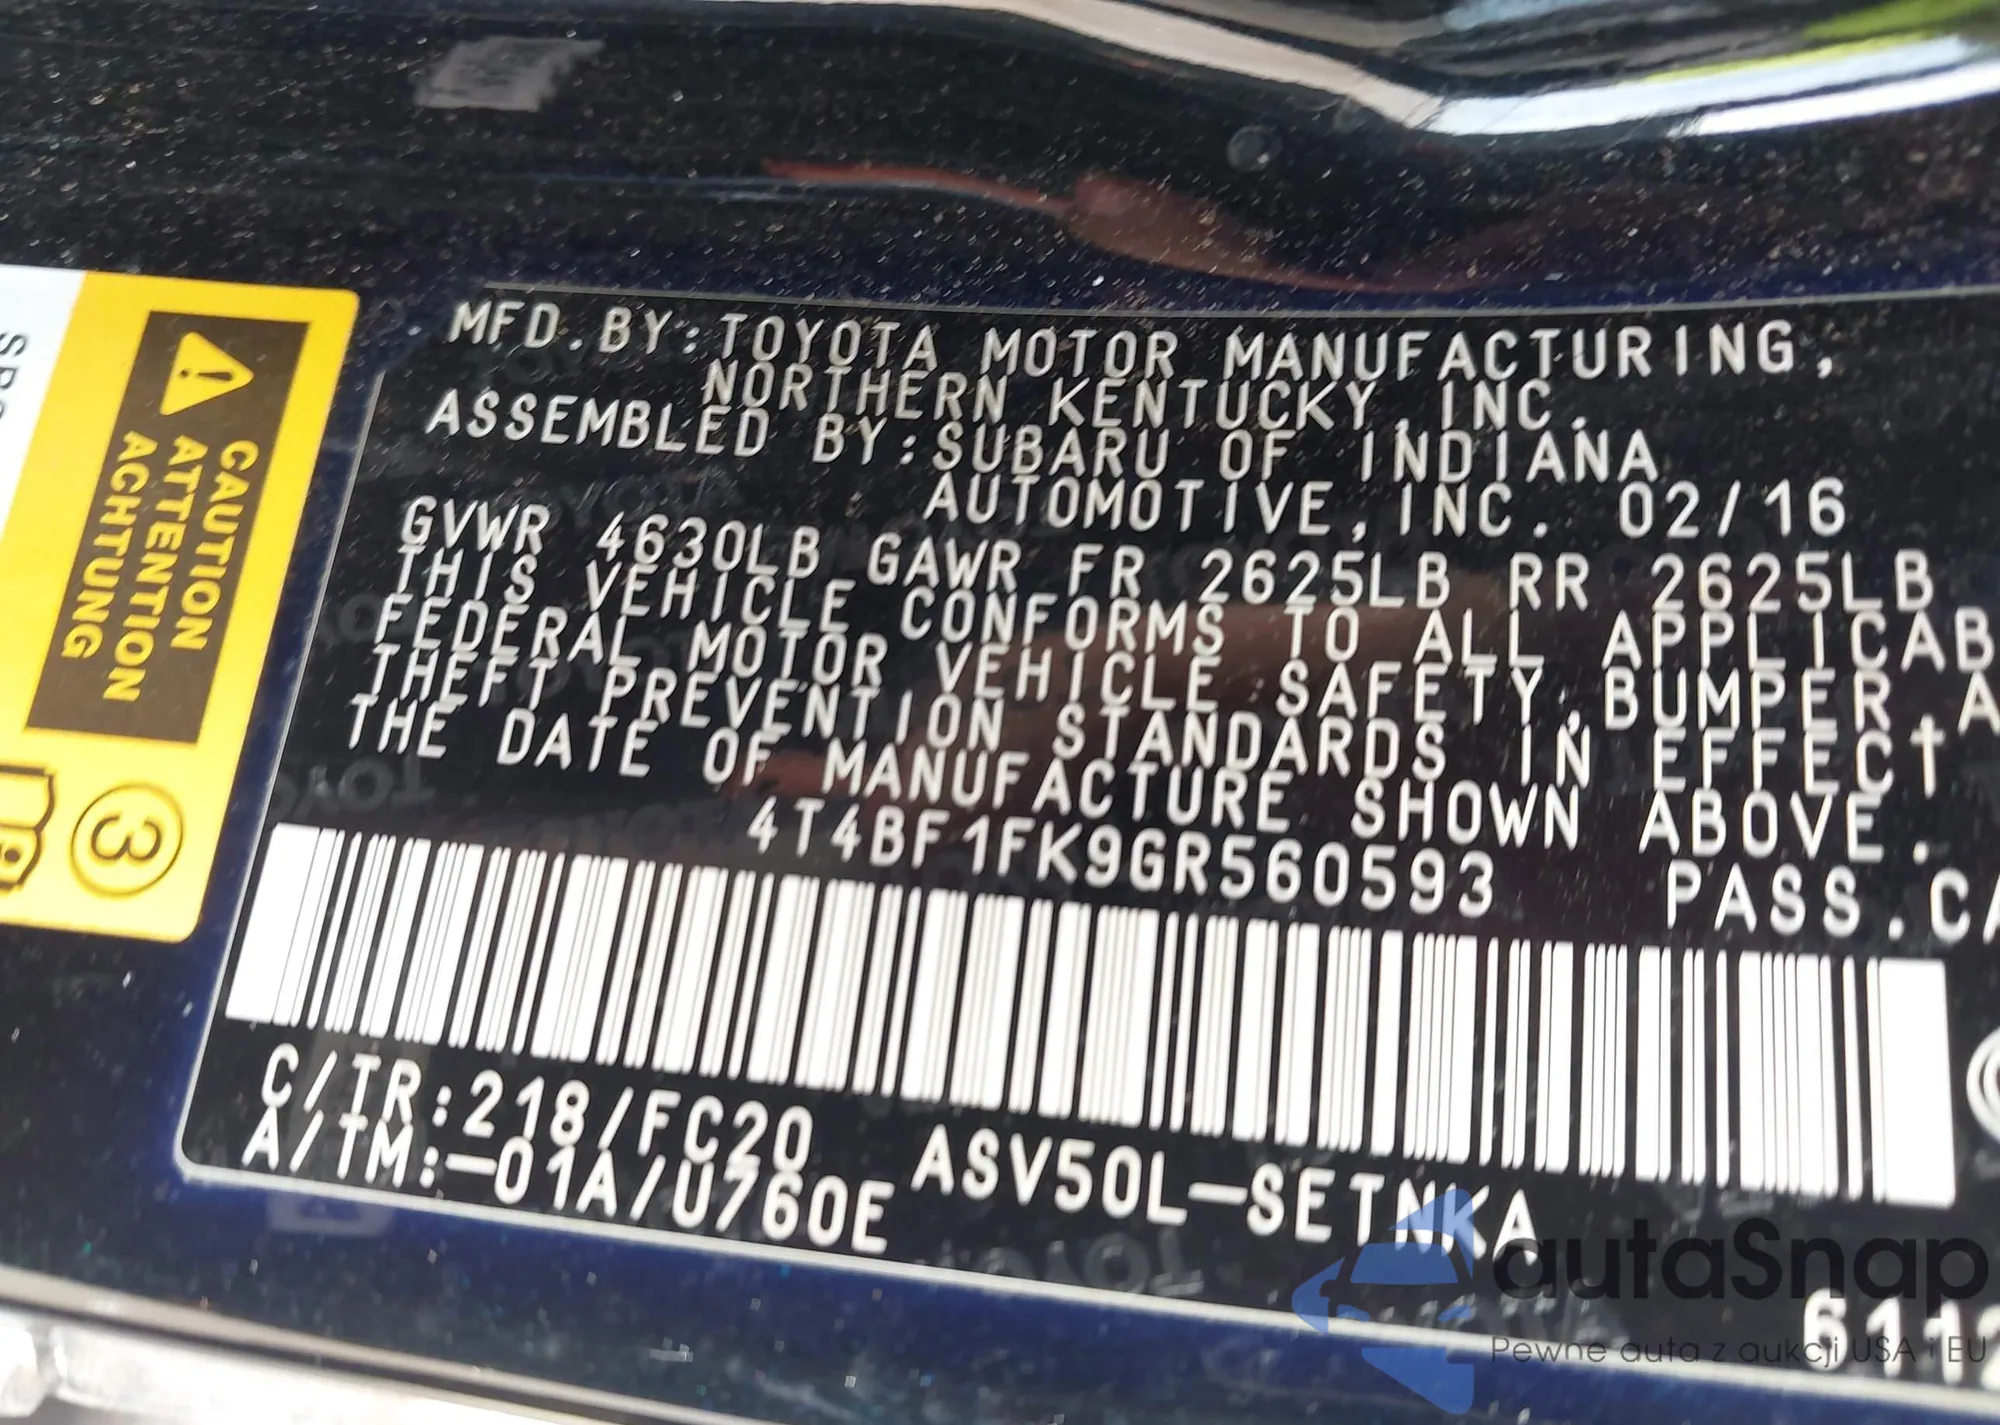 MFD.BY:TOYOTA MOTOR MANUFACTURING,
NORTHERN KENTUCKY,INC.
ASSEMBLED BY:SUBARU OF INDIANA
AUTOMOTIVE,INC. 02/16
GVWR 4630LB GAWR FR 2625LB RR 2625LB
THIS VEHICLE CONFORMS TO ALL APPLICAB
FEDERAL MOTOR VEHICLE SAFETY,BUMPER,A
THEFT PREVENTION STANDARDS IN EFFECT
THE DATE OF MANUFACTURE SHOWN ABOVE.
4T4BF1FK9GR560593 PASS.CA
C/TR:218/FC20 ASV50L-SETNKA
A/TM:-01A/U760E
CAUTION
ATTENTION
ACHTUNG
3
autaSnap
Pewne auta z aukcji USA i EU